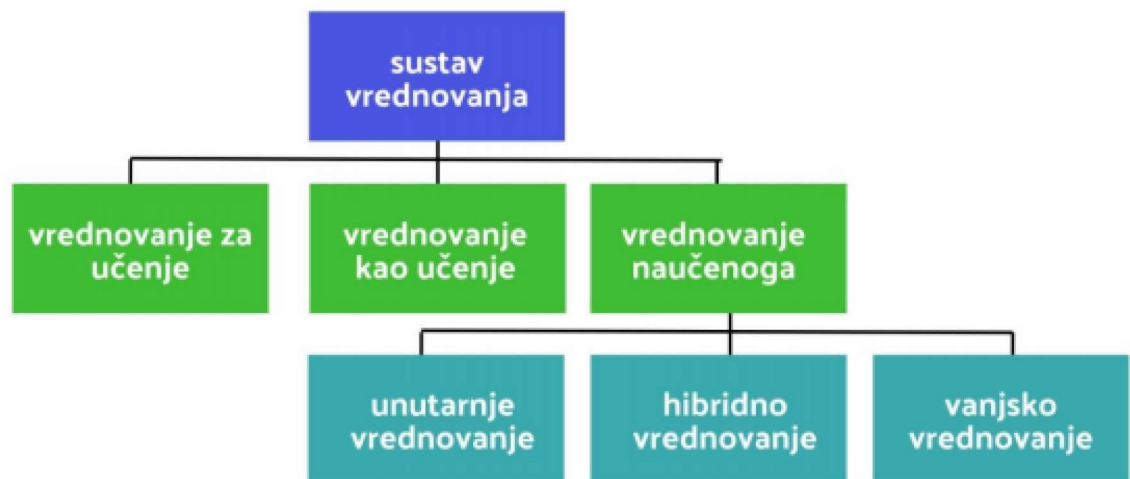 sustav
vrednovanja
vrednovanje za
učenje
vrednovanje
kao učenje
vrednovanje
naučenoga
unutarnje
vrednovanje
hibridno
vrednovanje
vanjsko
vrednovanje